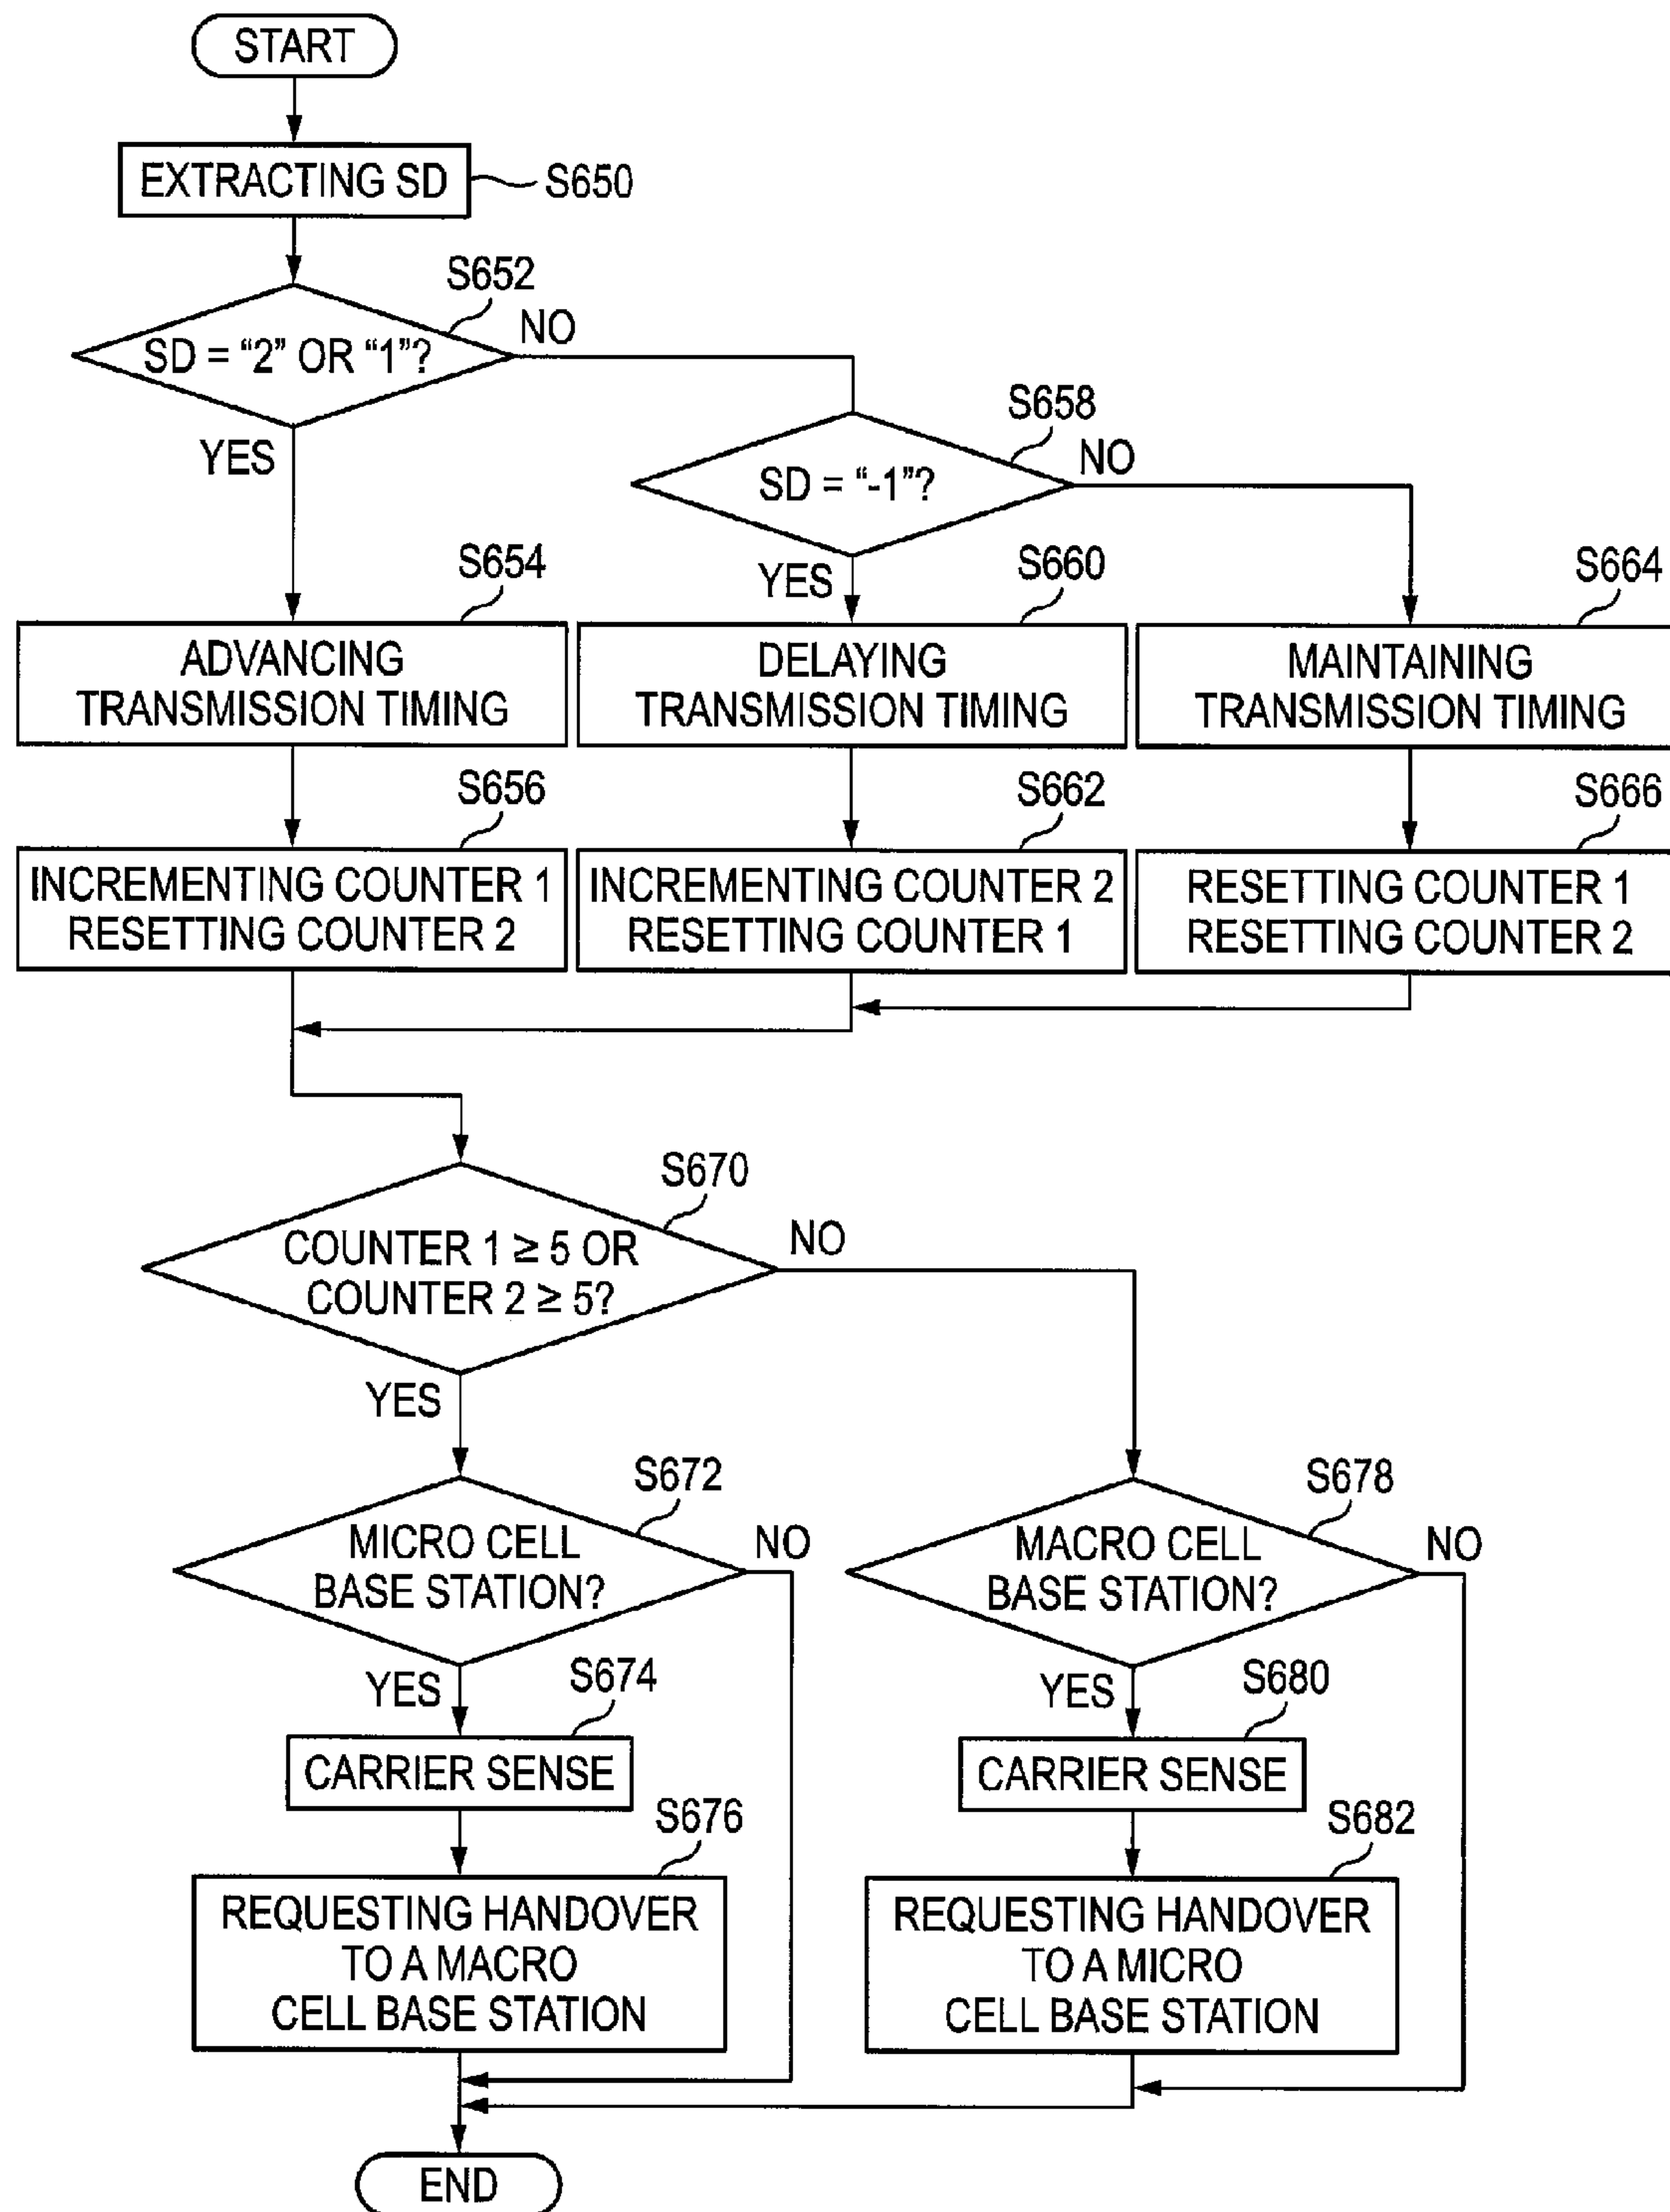 START
EXTRACTING SD
S650
S652
SD = “2” OR “1”?
NO
YES
S658
SD = “-1”?
NO
YES
S654
ADVANCING
TRANSMISSION TIMING
S660
DELAYING
TRANSMISSION TIMING
S664
MAINTAINING
TRANSMISSION TIMING
S656
INCREMENTING COUNTER 1
RESETTING COUNTER 2
S662
INCREMENTING COUNTER 2
RESETTING COUNTER 1
S666
RESETTING COUNTER 1
RESETTING COUNTER 2
S670
COUNTER 1 ≥ 5 OR
COUNTER 2 ≥ 5?
NO
YES
S672
MICRO CELL
BASE STATION?
NO
YES
S674
CARRIER SENSE
S676
REQUESTING HANDOVER
TO A MACRO
CELL BASE STATION
S678
MACRO CELL
BASE STATION?
NO
YES
S680
CARRIER SENSE
S682
REQUESTING HANDOVER
TO A MICRO
CELL BASE STATION
END